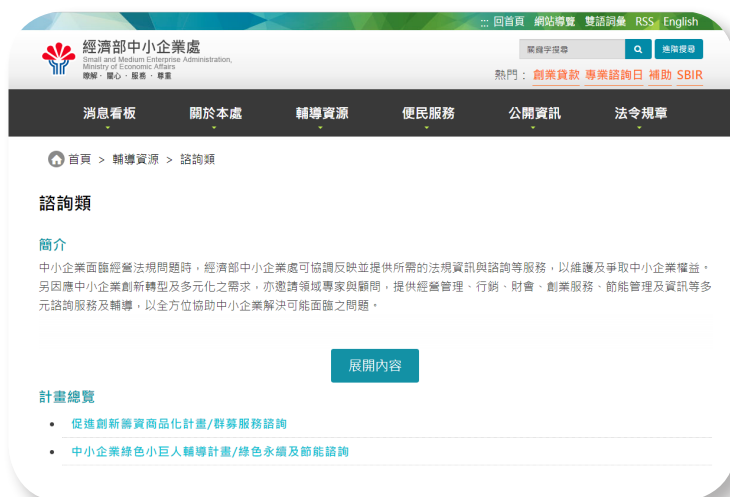 ::: 回首頁 網站導覽 雙語詞彙 RSS English
經濟部中小企業處
Small and Medium Enterprise Administration,
Ministry of Economic Affairs
瞭解．關心．服務．尊重
關鍵字搜尋 進階搜尋
熱門： 創業貸款 專業諮詢日 補助 SBIR
消息看板 關於本處 輔導資源 便民服務 公開資訊 法令規章
首頁 > 輔導資源 > 諮詢類
諮詢類
簡介
中小企業面臨經營法規問題時，經濟部中小企業處可協調反映並提供所需的法規資訊與諮詢等服務，以維護及爭取中小企業權益。
另因應中小企業創新轉型及多元化之需求，亦邀請領域專家與顧問，提供經營管理、行銷、財會、創業服務、節能管理及資訊等多
元諮詢服務及輔導，以全方位協助中小企業解決可能面臨之問題。
展開內容
計畫總覽
• 促進創新籌資商品化計畫/群募服務諮詢
• 中小企業綠色小巨人輔導計畫/綠色永續及節能諮詢